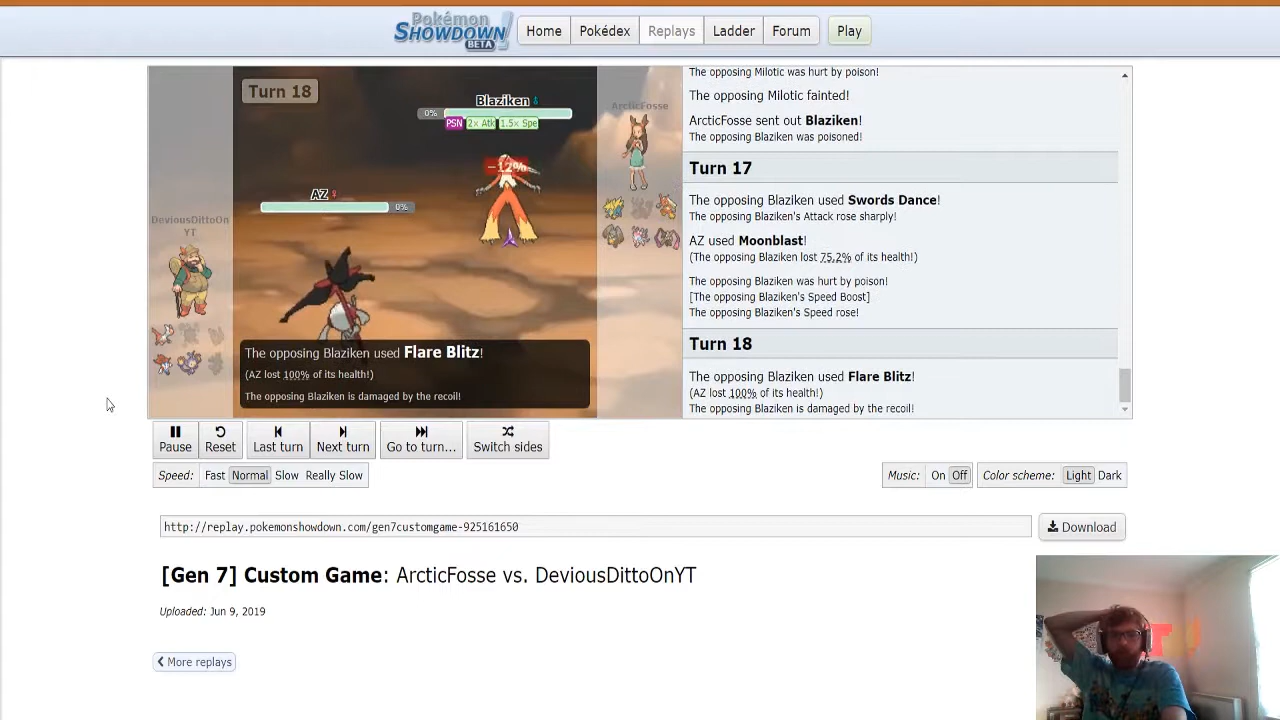 Pokémon
SHOWDOWN!
BETA
Home
Pokédex
Replays
Ladder
Forum
Play
Turn 18
Blaziken
0%
PSN
2× Atk
1.5× Spe
-12%
AZ
0%
DeviousDittoOn
YT
ArcticFosse
The opposing Blaziken used Flare Blitz!
(AZ lost 100% of its health!)
The opposing Blaziken is damaged by the recoil!
The opposing Milotic was hurt by poison!
The opposing Milotic fainted!
ArcticFosse sent out Blaziken!
The opposing Blaziken was poisoned!
Turn 17
The opposing Blaziken used Swords Dance!
The opposing Blaziken's Attack rose sharply!
AZ used Moonblast!
(The opposing Blaziken lost 75.2% of its health!)
The opposing Blaziken was hurt by poison!
[The opposing Blaziken's Speed Boost]
The opposing Blaziken's Speed rose!
Turn 18
The opposing Blaziken used Flare Blitz!
(AZ lost 100% of its health!)
The opposing Blaziken is damaged by the recoil!
Pause
Reset
Last turn
Next turn
Go to turn...
Switch sides
Speed: Fast Normal Slow Really Slow
Music: On Off
Color scheme: Light Dark
http://replay.pokemonshowdown.com/gen7customgame-925161650
Download
[Gen 7] Custom Game: ArcticFosse vs. DeviousDittoOnYT
Uploaded: Jun 9, 2019
More replays